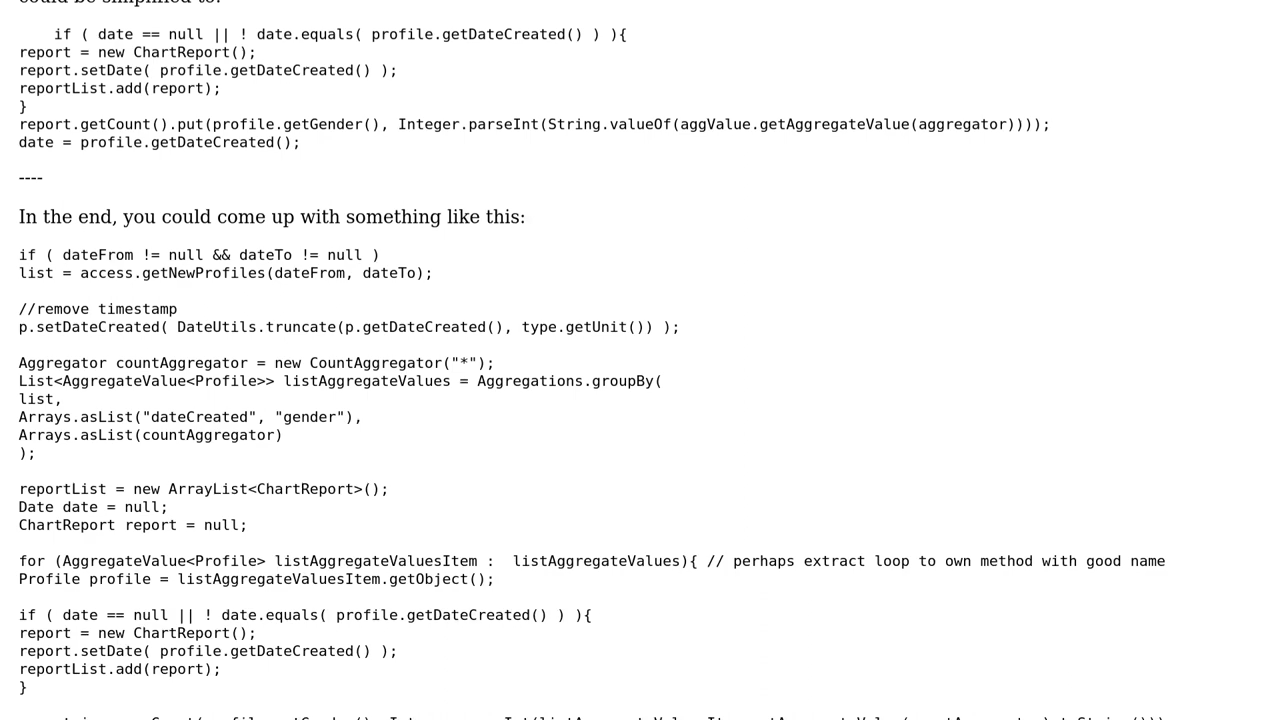 could be simplified to:
if ( date == null || ! date.equals( profile.getDateCreated() ) ){
report = new ChartReport();
report.setDate( profile.getDateCreated() );
reportList.add(report);
}
report.getCount().put(profile.getGender(), Integer.parseInt(String.valueOf(aggValue.getAggregateValue(aggregator))));
date = profile.getDateCreated();
----
In the end, you could come up with something like this:
if ( dateFrom != null && dateTo != null )
list = access.getNewProfiles(dateFrom, dateTo);
//remove timestamp
p.setDateCreated( DateUtils.truncate(p.getDateCreated(), type.getUnit()) );
Aggregator countAggregator = new CountAggregator("*");
List<AggregateValue<Profile>> listAggregateValues = Aggregations.groupBy(
list,
Arrays.asList("dateCreated", "gender"),
Arrays.asList(countAggregator)
);
reportList = new ArrayList<ChartReport>();
Date date = null;
ChartReport report = null;
for (AggregateValue<Profile> listAggregateValuesItem :  listAggregateValues){ // perhaps extract loop to own method with good name
Profile profile = listAggregateValuesItem.getObject();
if ( date == null || ! date.equals( profile.getDateCreated() ) ){
report = new ChartReport();
report.setDate( profile.getDateCreated() );
reportList.add(report);
}